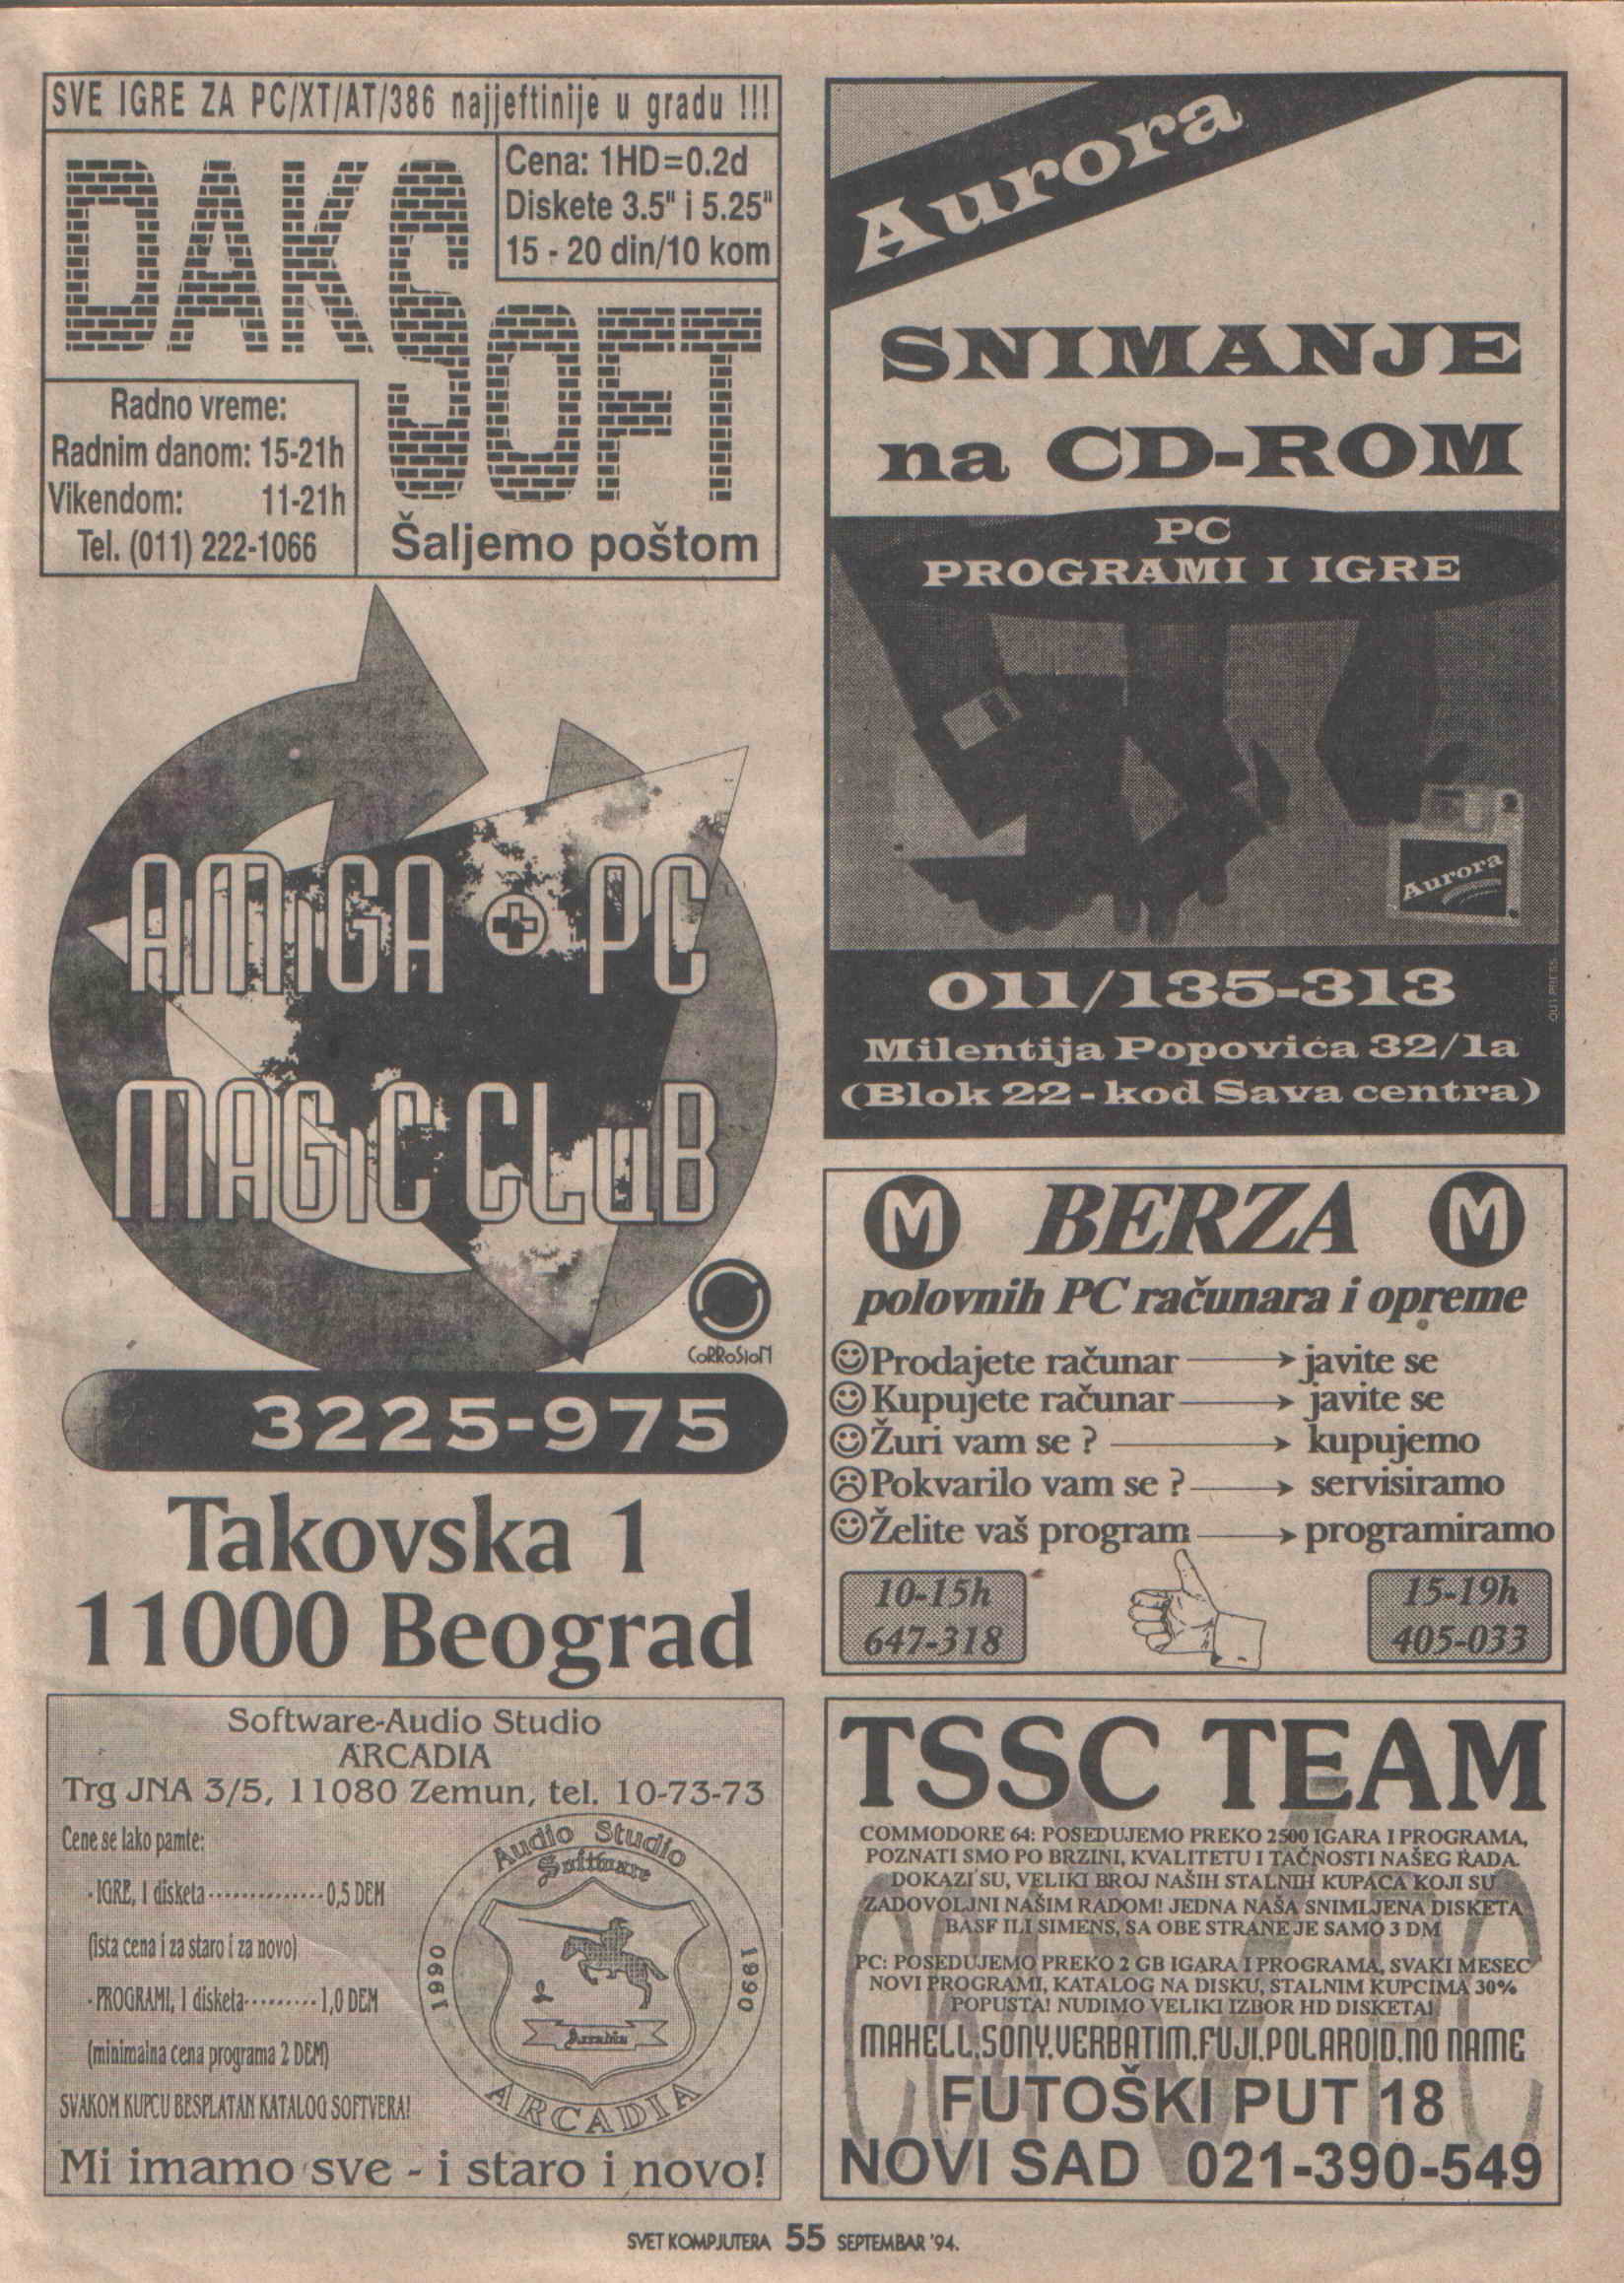 SVE IGRE ZA PC/XT/AT/386 najjeftinije u gradu !!!
DAKS SOFT
Cena: 1HD=0.2d
Diskete 3.5" i 5.25"
15 - 20 din/10 kom
Radno vreme:
Radnim danom: 15-21h
Vikendom: 11-21h
Tel. (011) 222-1066
Šaljemo poštom
AMIGA + PC
MAGIC CLUB
CORROSION
3225-975
Takovska 1
11000 Beograd
Software-Audio Studio
ARCADIA
Trg JNA 3/5, 11080 Zemun, tel. 10-73-73
Cene se lako pamte:
- IGRE, 1 disketa--------------0,5 DEM
(ista cena i za staro i za novo)
- PROGRAMI, 1 disketa---------1,0 DEM
(minimalna cena programa 2 DEM)
SVAKOM KUPCU BESPLATAN KATALOG SOFTVERA!
Audio Studio
Software
1990 1990
Arcadia
ARCADIA
Mi imamo sve - i staro i novo!
Aurora
SNIMANJE
na CD-ROM
PC
PROGRAMI I IGRE
Aurora
011/135-313
Milentija Popovića 32/1a
(Blok 22 - kod Sava centra)
M BERZA M
polovnih PC računara i opreme
Prodajete računar → javite se
Kupujete računar → javite se
Žuri vam se ? → kupujemo
Pokvarilo vam se ? → servisiramo
Želite vaš program → programiramo
10-15h
647-318
15-19h
405-033
TSSC TEAM
COMMODORE 64: POSEDUJEMO PREKO 2500 IGARA I PROGRAMA,
POZNATI SMO PO BRZINI, KVALITETU I TAČNOSTI NAŠEG RADA.
DOKAZI SU, VELIKI BROJ NAŠIH STALNIH KUPACA KOJI SU
ZADOVOLJNI NAŠIM RADOM! JEDNA NAŠA SNIMLJENA DISKETA
BASF ILI SIMENS, SA OBE STRANE JE SAMO 3 DM
PC: POSEDUJEMO PREKO 2 GB IGARA I PROGRAMA, SVAKI MESEC
NOVI PROGRAMI, KATALOG NA DISKU, STALNIM KUPCIMA 30%
POPUSTA! NUDIMO VELIKI IZBOR HD DISKETA!
MAHELL,SONY,VERBATIM,FUJI,POLAROID,NO NAME
FUTOŠKI PUT 18
NOVI SAD 021-390-549
SVET KOMPJUTERA 55 SEPTEMBAR '94.